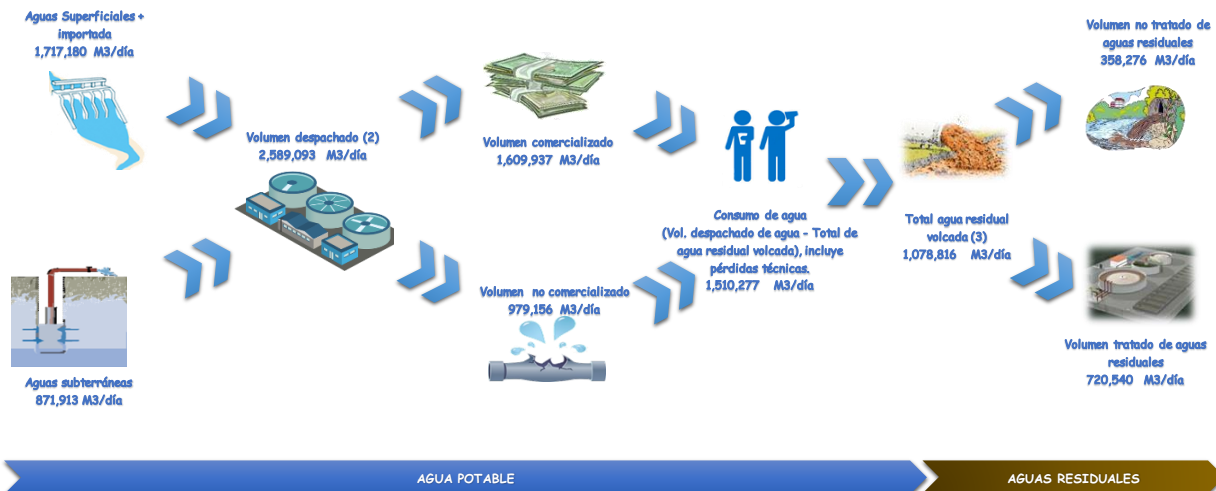 Aguas Superficiales +
importada
1,717,180 M3/día
Aguas subterráneas
871,913 M3/día
Volumen despachado (2)
2,589,093 M3/día
Volumen comercializado
1,609,937 M3/día
Volumen no comercializado
979,156 M3/día
Consumo de agua
(Vol. despachado de agua - Total de
agua residual volcada), incluye
pérdidas técnicas.
1,510,277 M3/día
Total agua residual
volcada (3)
1,078,816 M3/día
Volumen no tratado de
aguas residuales
358,276 M3/día
Volumen tratado de aguas
residuales
720,540 M3/día
AGUA POTABLE
AGUAS RESIDUALES